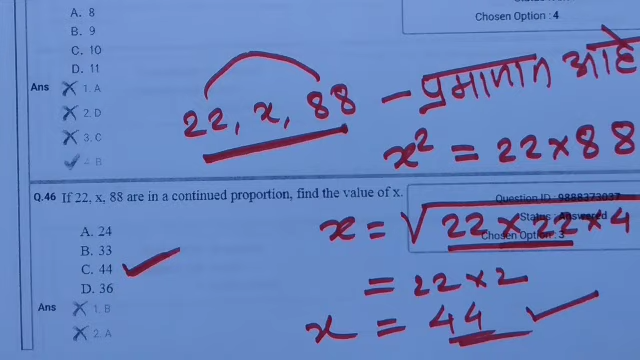 A. 8
B. 9
C. 10
D. 11
Chosen Option : 4
Ans
1. A
2. D
3. C
4. B
22, x, 88 – प्रमाणात आहे
x² = 22×88
Q.46 If 22, x, 88 are in a continued proportion, find the value of x.
A. 24
B. 33
C. 44
D. 36
Question ID : 9888373037
Status : Answered
Chosen Option : 3
x = √22×22×4
= 22×2
x = 44
Ans
1. B
2. A